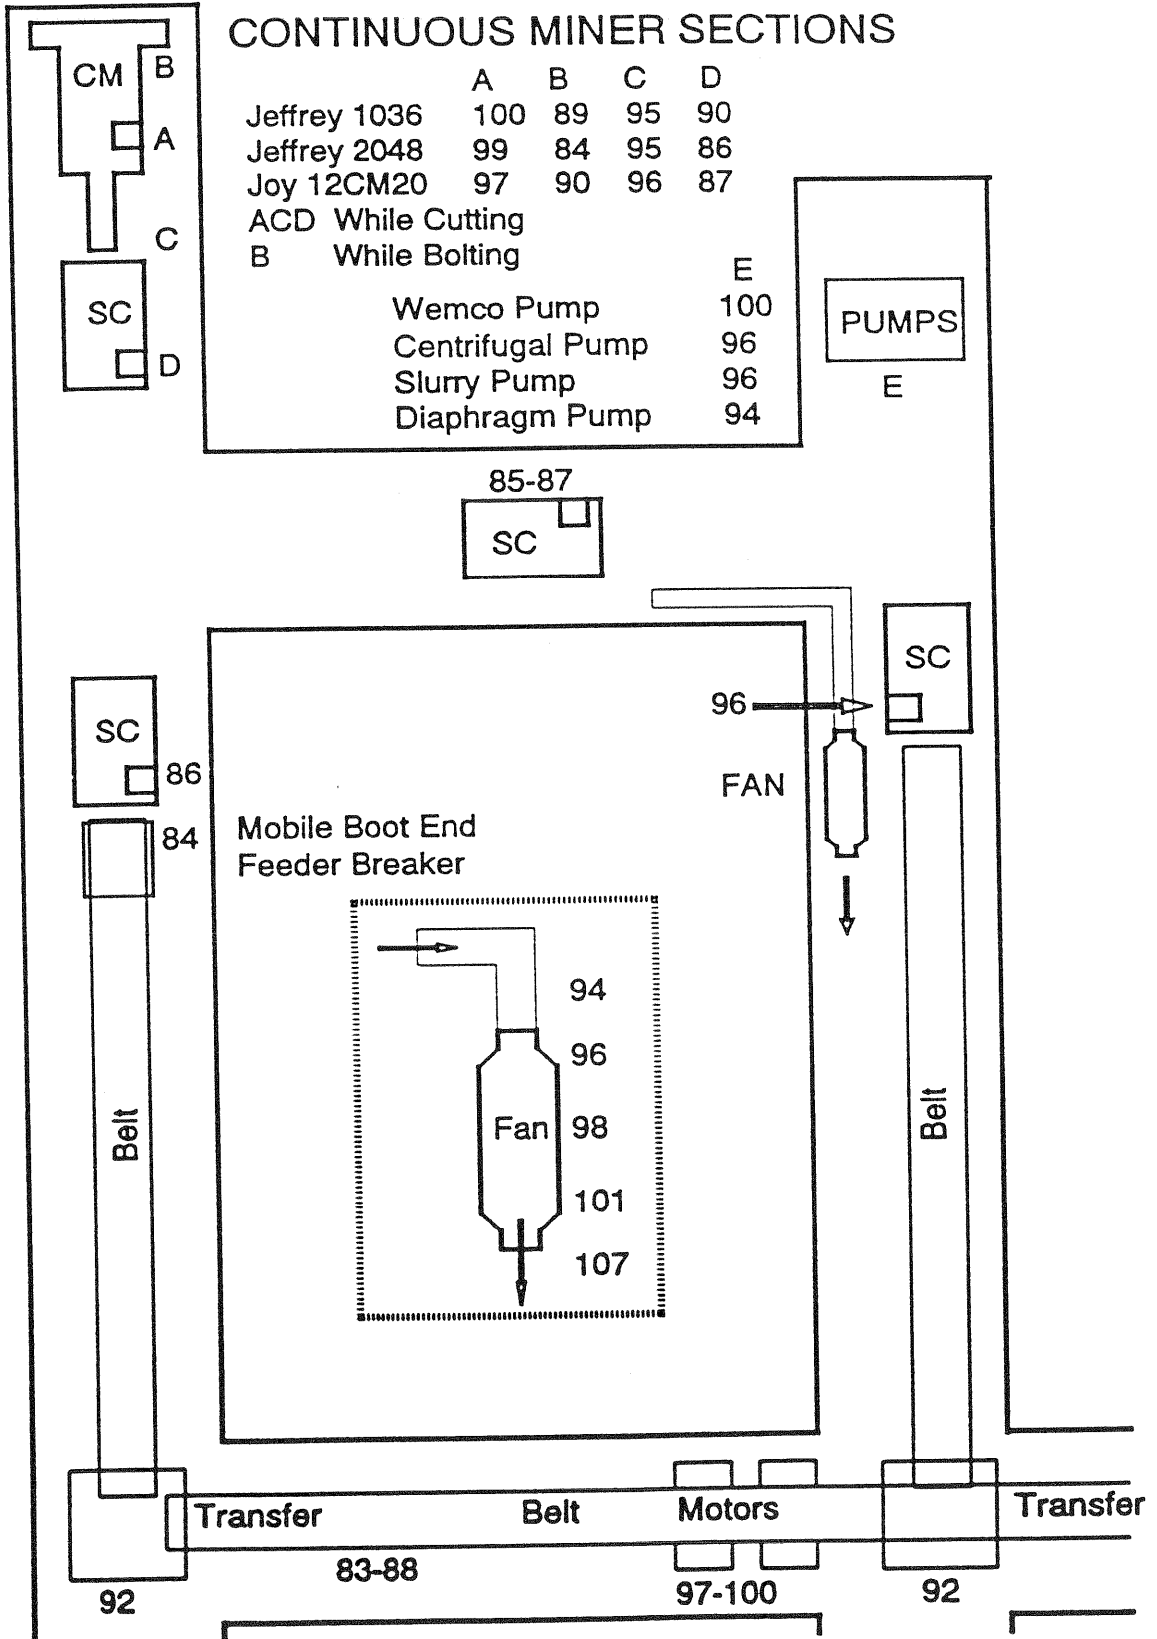 CONTINUOUS MINER SECTIONS
CM
B
A
C
SC
D
A B C D
Jeffrey 1036 100 89 95 90
Jeffrey 2048 99 84 95 86
Joy 12CM20 97 90 96 87
ACD While Cutting
B While Bolting
E
Wemco Pump 100
Centrifugal Pump 96
Slurry Pump 96
Diaphragm Pump 94
PUMPS
E
85-87
SC
SC
96
FAN
SC
86
84
Mobile Boot End
Feeder Breaker
94
96
Fan 98
101
107
Belt
Belt
Transfer Belt Motors Transfer
83-88
92
97-100
92